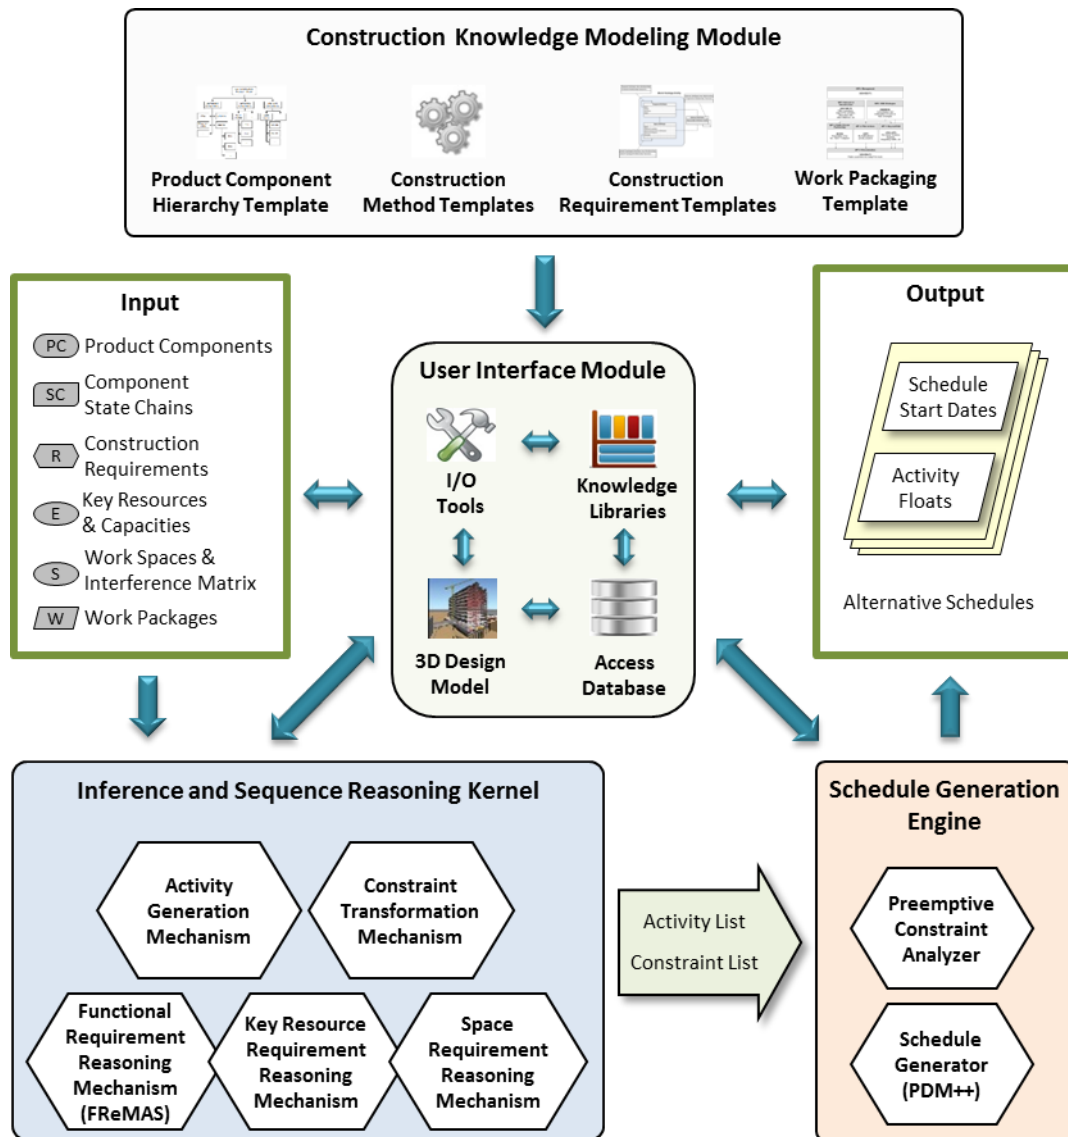 Construction Knowledge Modeling Module
Product Component
Hierarchy Template
Construction
Method Templates
Construction
Requirement Templates
Work Packaging
Template
Input
PC Product Components
SC Component
State Chains
R Construction
Requirements
E Key Resources
& Capacities
S Work Spaces &
Interference Matrix
W Work Packages
User Interface Module
I/O
Tools
Knowledge
Libraries
3D Design
Model
Access
Database
Output
Schedule
Start Dates
Activity
Floats
Alternative Schedules
Inference and Sequence Reasoning Kernel
Activity
Generation
Mechanism
Constraint
Transformation
Mechanism
Functional
Requirement
Reasoning
Mechanism
(FReMAS)
Key Resource
Requirement
Reasoning
Mechanism
Space
Requirement
Reasoning
Mechanism
Activity List
Constraint List
Schedule Generation
Engine
Preemptive
Constraint
Analyzer
Schedule
Generator
(PDM++)